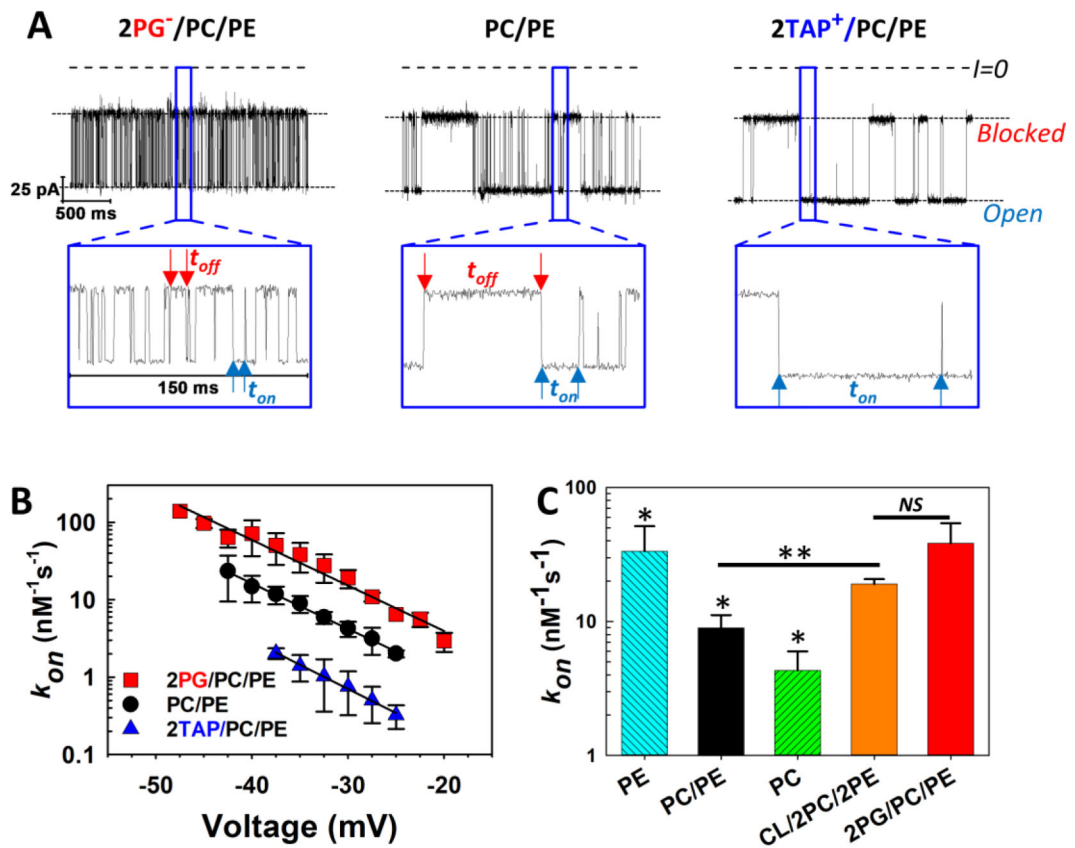 A
2PG⁻/PC/PE PC/PE 2TAP⁺/PC/PE
I=0
Blocked
25 pA
500 ms
Open
t_off
t_off
150 ms
t_on
t_on
t_on
B
k_on (nM⁻¹s⁻¹)
100
10
1
0.1
2PG/PC/PE
PC/PE
2TAP/PC/PE
-50 -40 -30 -20
Voltage (mV)
C
k_on (nM⁻¹s⁻¹)
100
10
1
*
*
*
**
NS
PE PC/PE PC CL/2PC/2PE 2PG/PC/PE